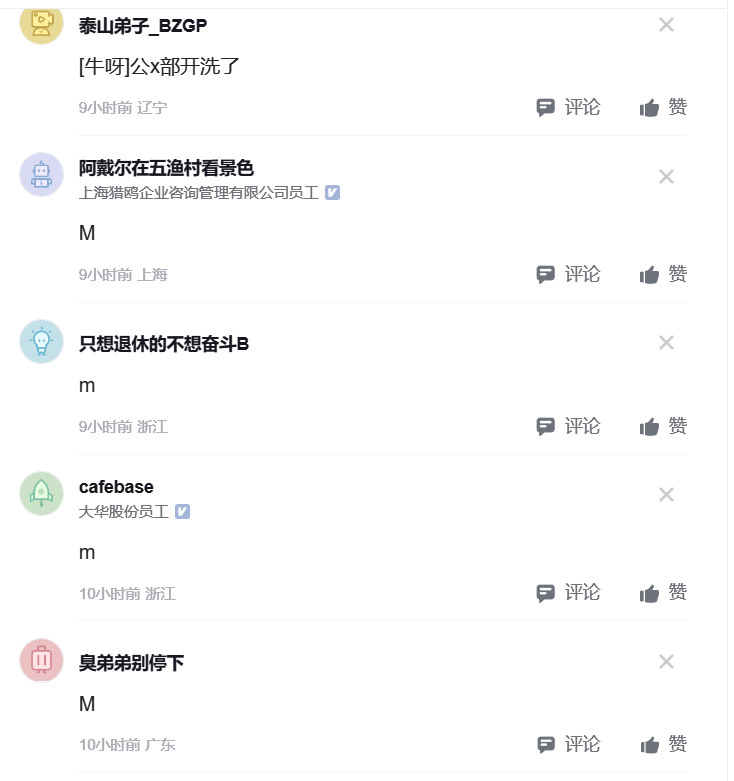 泰山弟子_BZGP
[牛呀]公x部开洗了
9小时前 辽宁
评论 赞
阿戴尔在五渔村看景色
上海猎鸥企业咨询管理有限公司员工
M
9小时前 上海
评论 赞
只想退休的不想奋斗B
m
9小时前 浙江
评论 赞
cafebase
大华股份员工
m
10小时前 浙江
评论 赞
臭弟弟别停下
M
10小时前 广东
评论 赞